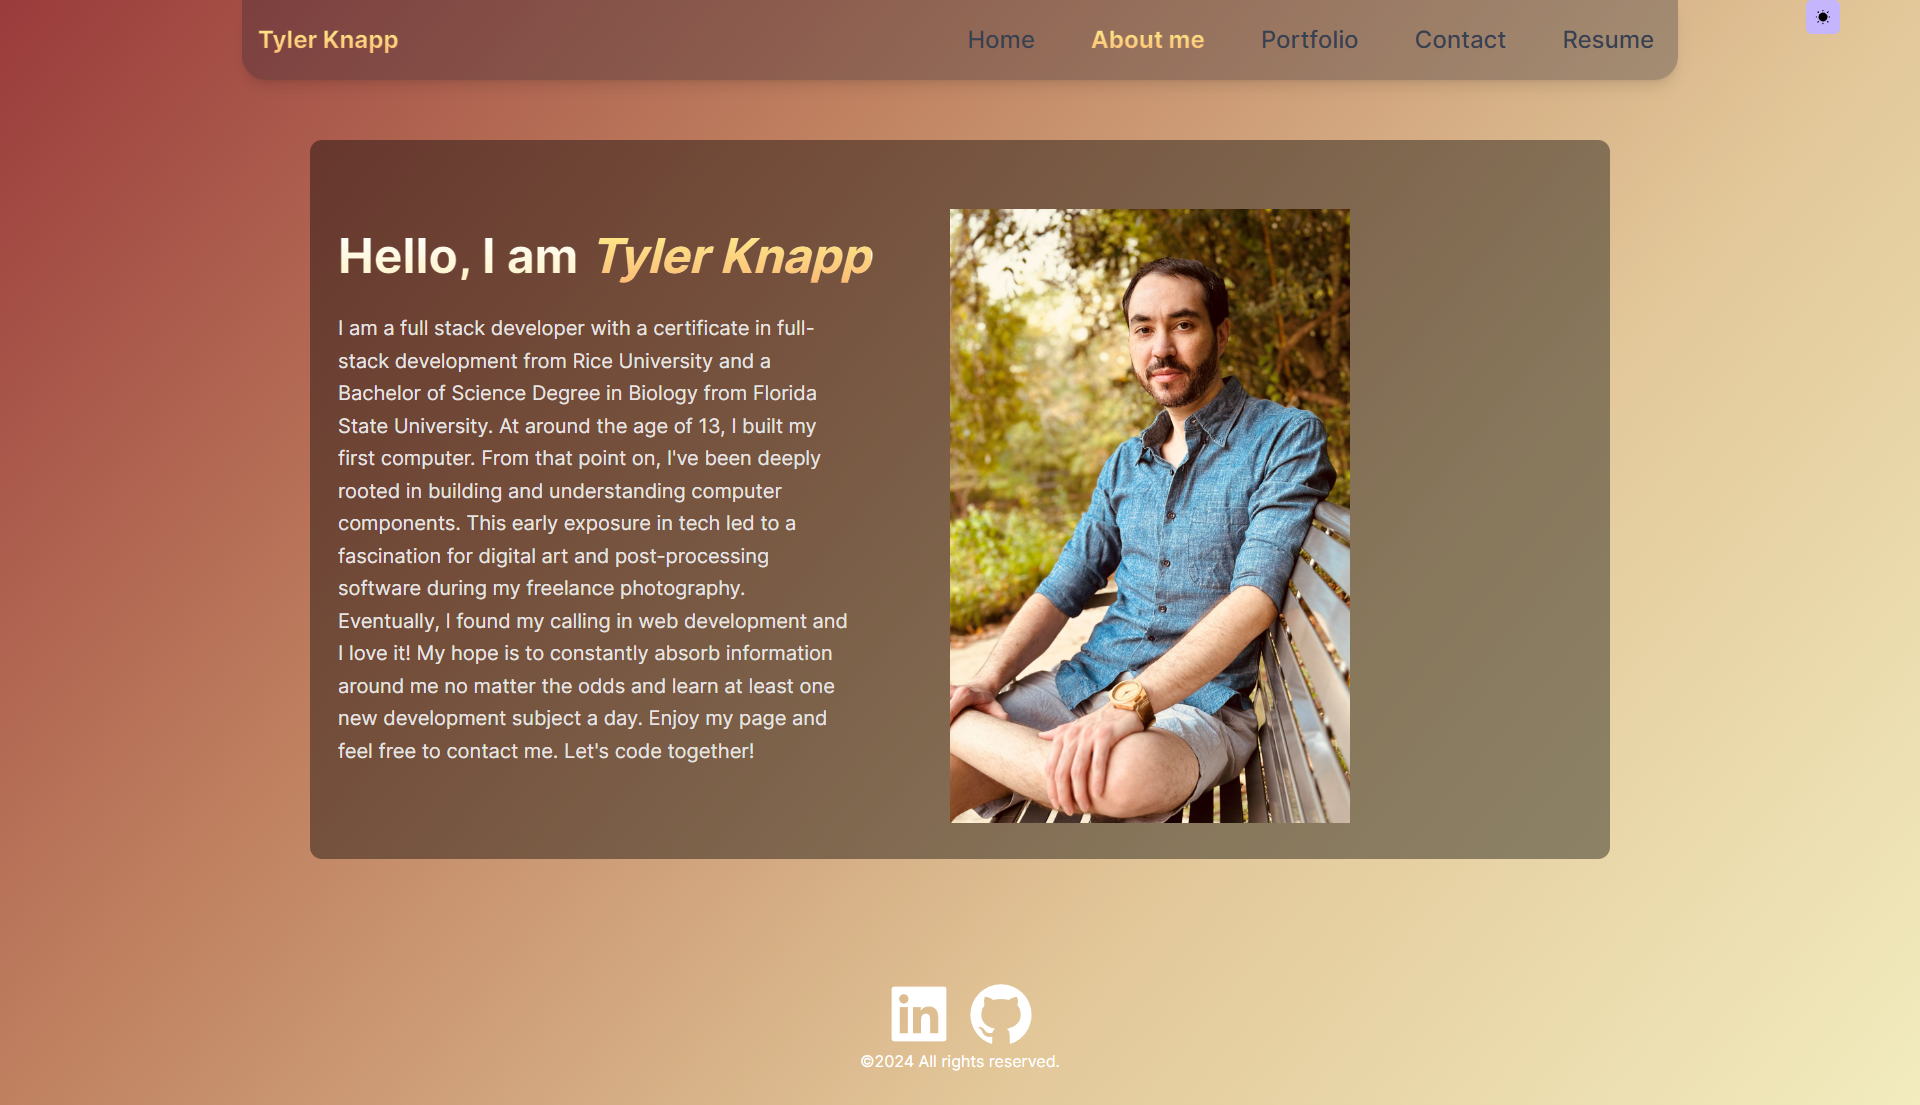 Tyler Knapp
Home
About me
Portfolio
Contact
Resume
Hello, I am Tyler Knapp
I am a full stack developer with a certificate in full-
stack development from Rice University and a
Bachelor of Science Degree in Biology from Florida
State University. At around the age of 13, I built my
first computer. From that point on, I've been deeply
rooted in building and understanding computer
components. This early exposure in tech led to a
fascination for digital art and post-processing
software during my freelance photography.
Eventually, I found my calling in web development and
I love it! My hope is to constantly absorb information
around me no matter the odds and learn at least one
new development subject a day. Enjoy my page and
feel free to contact me. Let's code together!
in
©2024 All rights reserved.